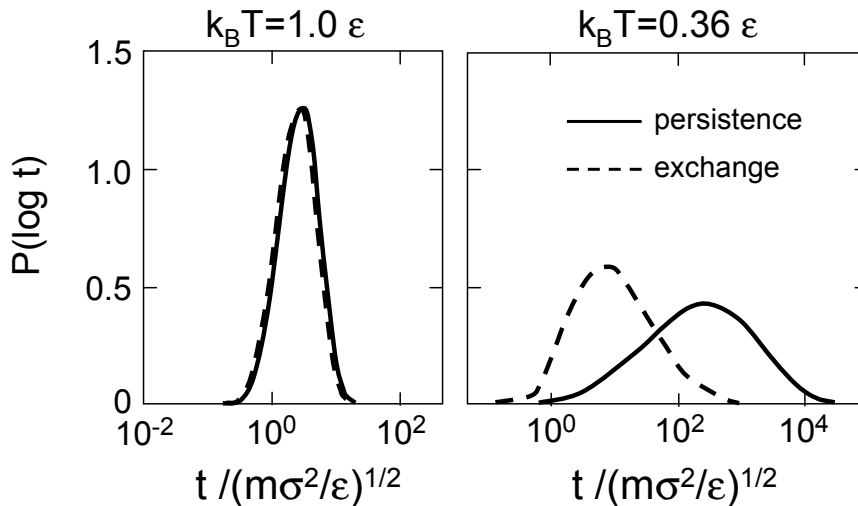 k_BT=1.0 ε
k_BT=0.36 ε
1.5
1.0
0.5
0
P(log t)
persistence
exchange
10^-2 10^0 10^2
10^0 10^2 10^4
t /(mσ^2/ε)^1/2
t /(mσ^2/ε)^1/2